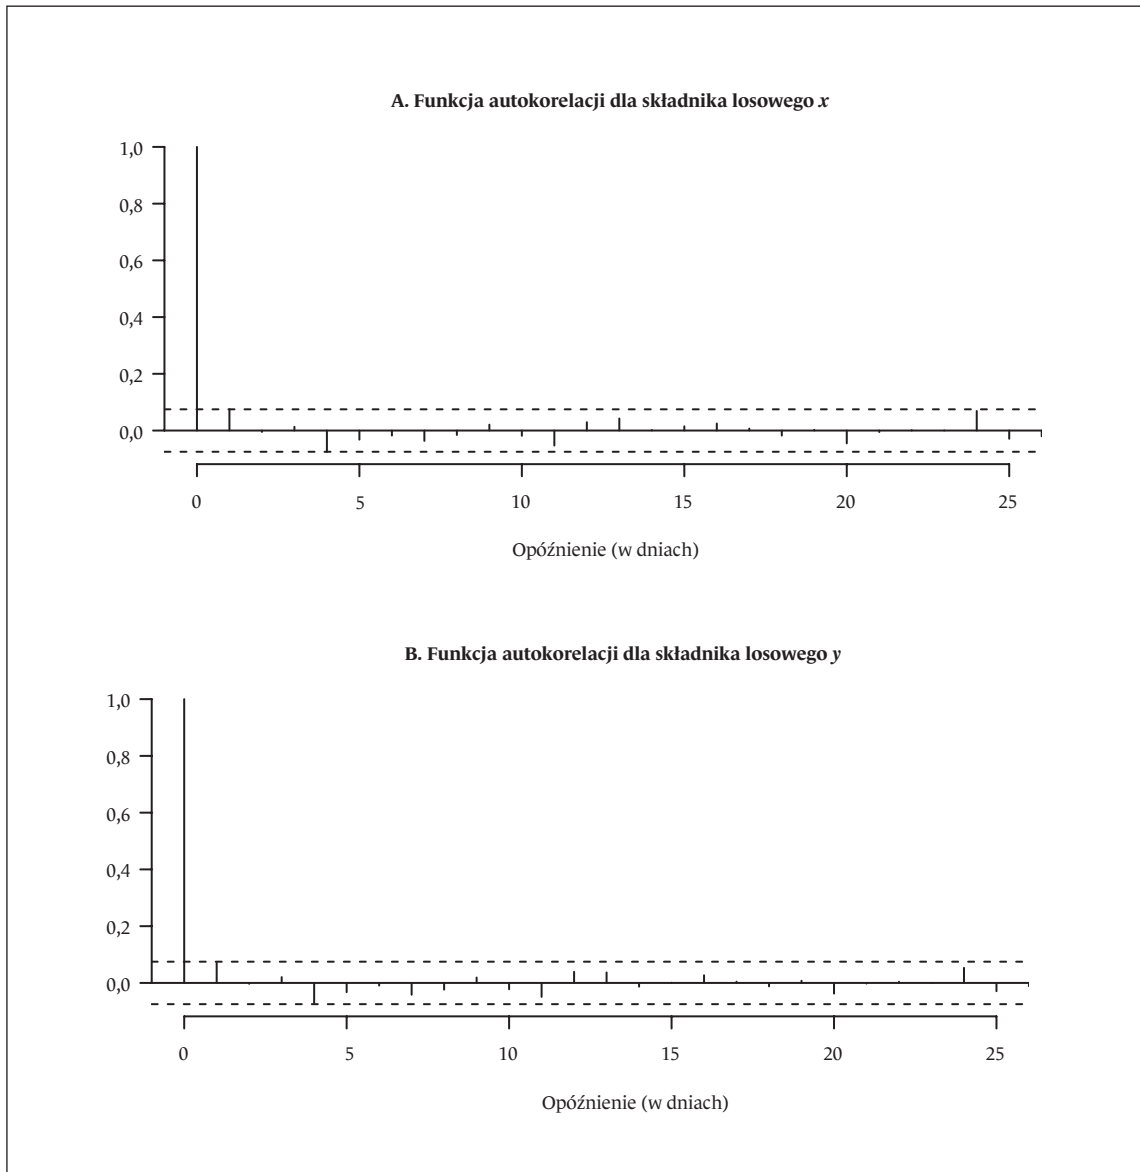 A. Funkcja autokorelacji dla składnika losowego x
1,0
0,8
0,6
0,4
0,2
0,0
0 5 10 15 20 25
Opóźnienie (w dniach)
B. Funkcja autokorelacji dla składnika losowego y
1,0
0,8
0,6
0,4
0,2
0,0
0 5 10 15 20 25
Opóźnienie (w dniach)